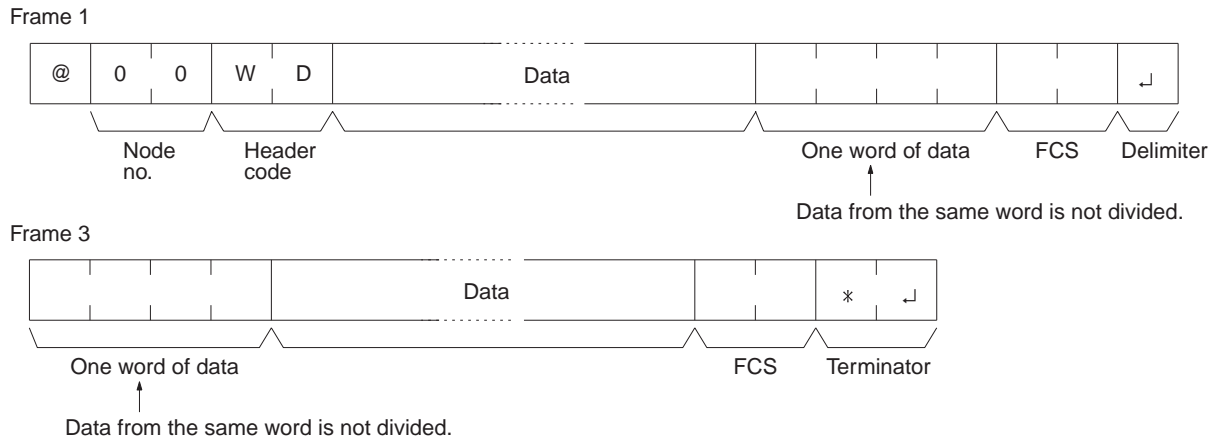 Frame 1
@ 0 0 W D Data ↵
Node no. Header code One word of data FCS Delimiter
Data from the same word is not divided.
Frame 3
Data * ↵
One word of data FCS Terminator
Data from the same word is not divided.